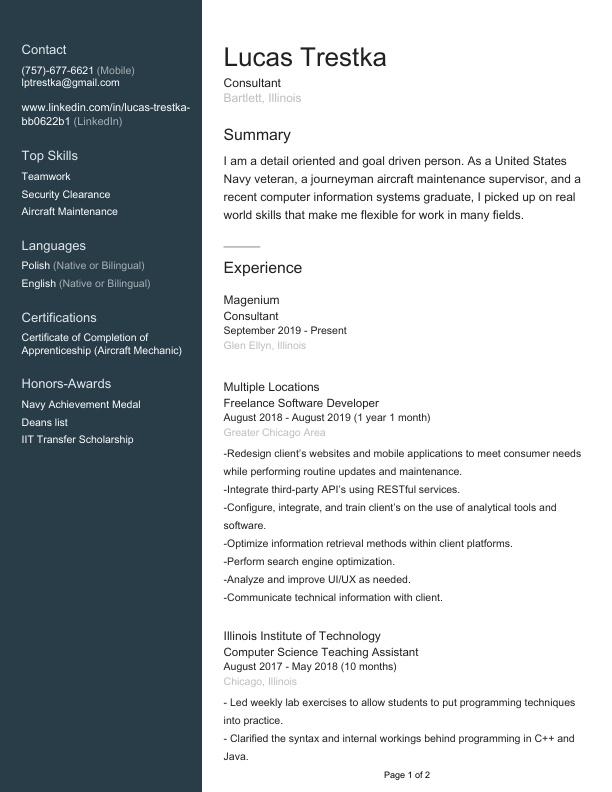 Contact
(757)-677-6621 (Mobile)
lptrestka@gmail.com
www.linkedin.com/in/lucas-trestka-
bb0622b1 (LinkedIn)
Top Skills
Teamwork
Security Clearance
Aircraft Maintenance
Languages
Polish (Native or Bilingual)
English (Native or Bilingual)
Certifications
Certificate of Completion of
Apprenticeship (Aircraft Mechanic)
Honors-Awards
Navy Achievement Medal
Deans list
IIT Transfer Scholarship
Lucas Trestka
Consultant
Bartlett, Illinois
Summary
I am a detail oriented and goal driven person. As a United States
Navy veteran, a journeyman aircraft maintenance supervisor, and a
recent computer information systems graduate, I picked up on real
world skills that make me flexible for work in many fields.
Experience
Magenium
Consultant
September 2019 - Present
Glen Ellyn, Illinois
Multiple Locations
Freelance Software Developer
August 2018 - August 2019 (1 year 1 month)
Greater Chicago Area
-Redesign client's websites and mobile applications to meet consumer needs
while performing routine updates and maintenance.
-Integrate third-party API's using RESTful services.
-Configure, integrate, and train client's on the use of analytical tools and
software.
-Optimize information retrieval methods within client platforms.
-Perform search engine optimization.
-Analyze and improve UI/UX as needed.
-Communicate technical information with client.
Illinois Institute of Technology
Computer Science Teaching Assistant
August 2017 - May 2018 (10 months)
Chicago, Illinois
- Led weekly lab exercises to allow students to put programming techniques
into practice.
- Clarified the syntax and internal workings behind programming in C++ and
Java.
Page 1 of 2